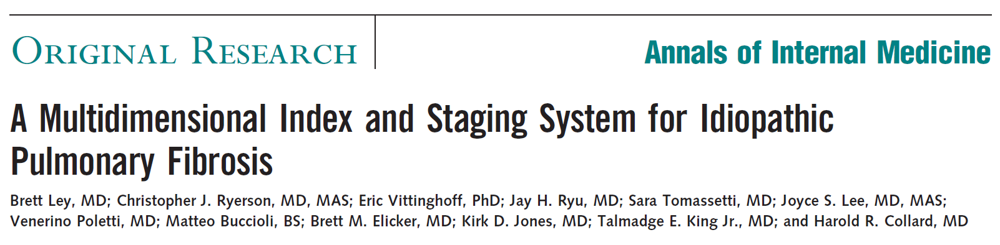 ORIGINAL RESEARCH
Annals of Internal Medicine
A Multidimensional Index and Staging System for Idiopathic
Pulmonary Fibrosis
Brett Ley, MD; Christopher J. Ryerson, MD, MAS; Eric Vittinghoff, PhD; Jay H. Ryu, MD; Sara Tomassetti, MD; Joyce S. Lee, MD, MAS;
Venerino Poletti, MD; Matteo Buccioli, BS; Brett M. Elicker, MD; Kirk D. Jones, MD; Talmadge E. King Jr., MD; and Harold R. Collard, MD